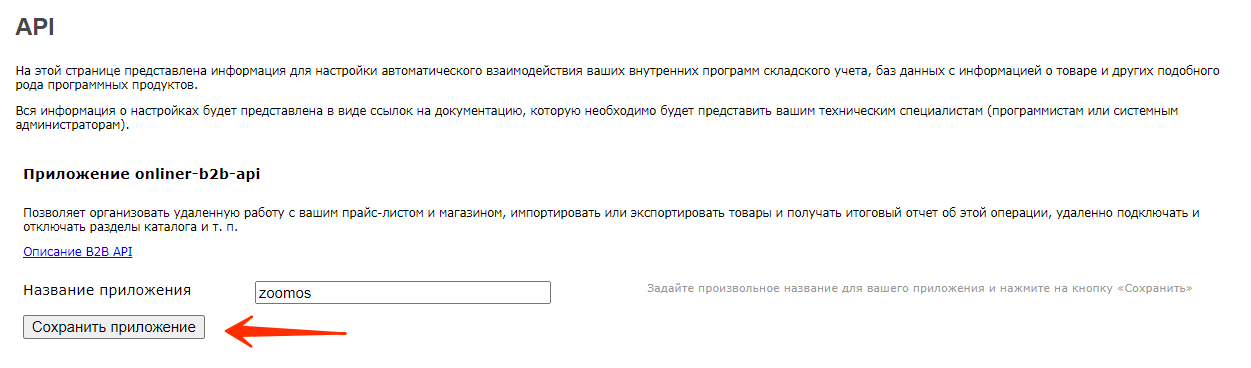 API
На этой странице представлена информация для настройки автоматического взаимодействия ваших внутренних программ складского учета, баз данных с информацией о товаре и других подобного
рода программных продуктов.
Вся информация о настройках будет представлена в виде ссылок на документацию, которую необходимо будет представить вашим техническим специалистам (программистам или системным
администраторам).
Приложение onliner-b2b-api
Позволяет организовать удаленную работу с вашим прайс-листом и магазином, импортировать или экспортировать товары и получать итоговый отчет об этой операции, удаленно подключать и
отключать разделы каталога и т. п.
Описание B2B API
Название приложения zoomos Задайте произвольное название для вашего приложения и нажмите на кнопку «Сохранить»
Сохранить приложение